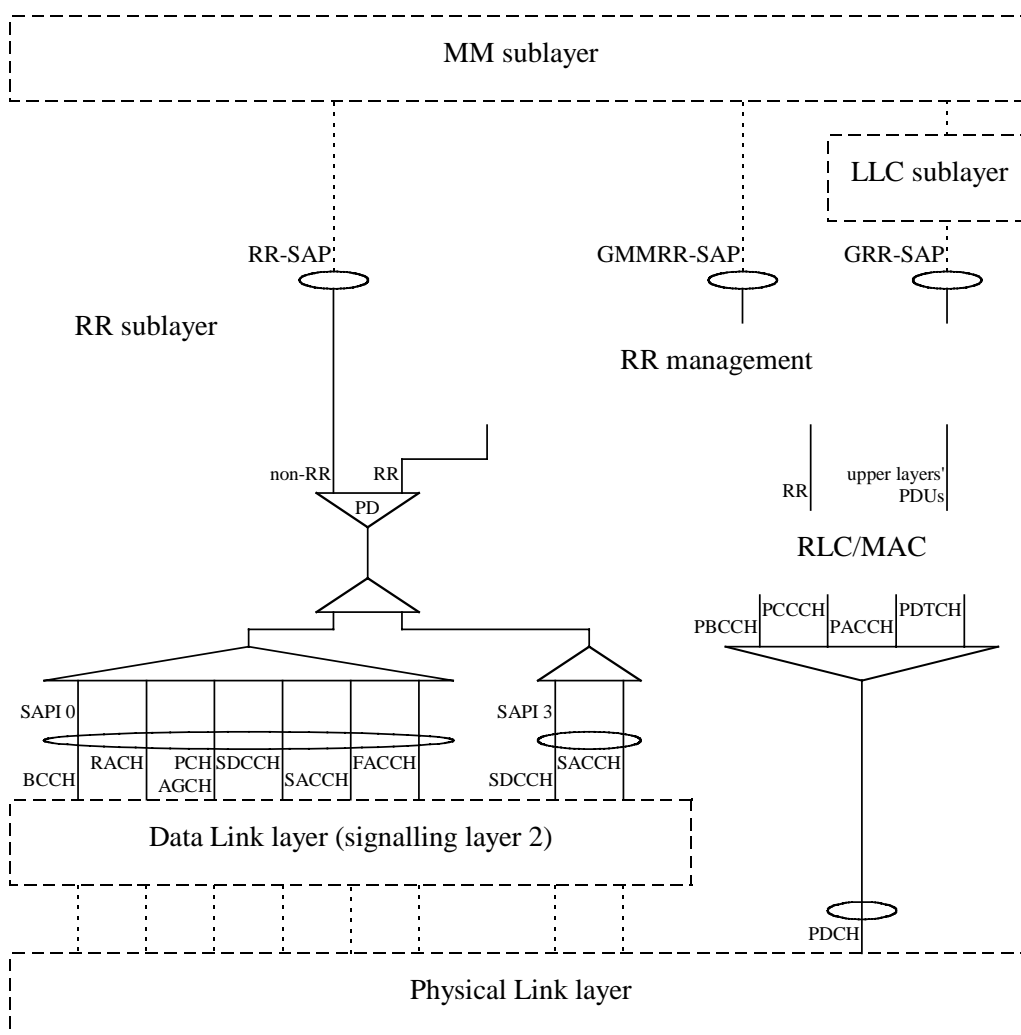 MM sublayer
LLC sublayer
RR-SAP
GMMRR-SAP
GRR-SAP
RR sublayer
RR management
non-RR
RR
PD
RR
upper layers'
PDUs
RLC/MAC
PBCCH
PCCCH
PACCH
PDTCH
SAPI 0
SAPI 3
BCCH
RACH
PCH
AGCH
SDCCH
SACCH
FACCH
SDCCH
SACCH
Data Link layer (signalling layer 2)
PDCH
Physical Link layer